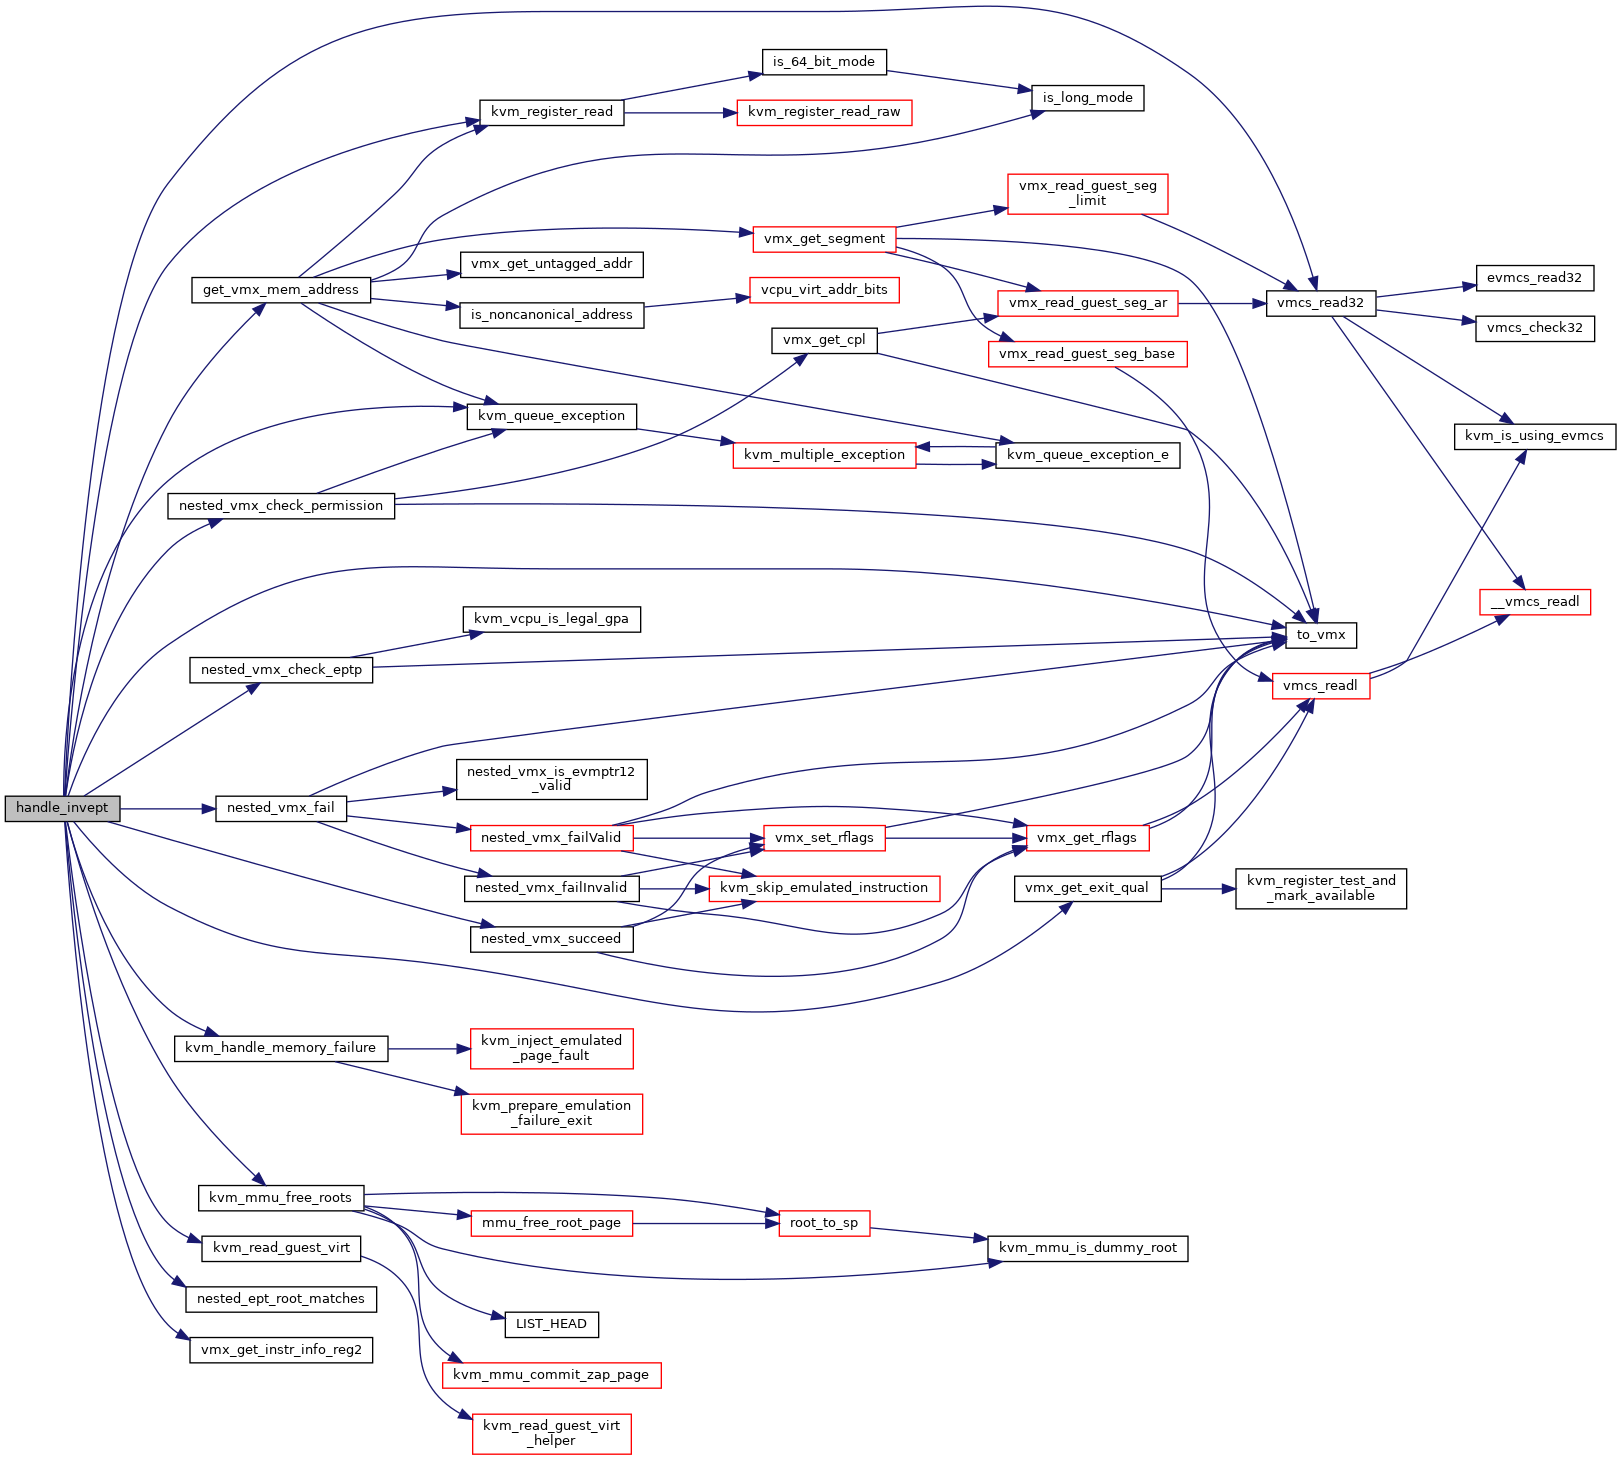 is_64_bit_mode
is_long_mode
kvm_register_read
kvm_register_read_raw
vmx_read_guest_seg
_limit
vmx_get_segment
vmx_get_untagged_addr
evmcs_read32
get_vmx_mem_address
vcpu_virt_addr_bits
vmx_read_guest_seg_ar
vmcs_read32
is_noncanonical_address
vmcs_check32
vmx_get_cpl
vmx_read_guest_seg_base
kvm_queue_exception
kvm_is_using_evmcs
kvm_multiple_exception
kvm_queue_exception_e
nested_vmx_check_permission
__vmcs_readl
kvm_vcpu_is_legal_gpa
to_vmx
nested_vmx_check_eptp
vmcs_readl
nested_vmx_is_evmptr12
_valid
handle_invept
nested_vmx_fail
nested_vmx_failValid
vmx_set_rflags
vmx_get_rflags
nested_vmx_failInvalid
kvm_skip_emulated_instruction
vmx_get_exit_qual
kvm_register_test_and
_mark_available
nested_vmx_succeed
kvm_handle_memory_failure
kvm_inject_emulated
_page_fault
kvm_prepare_emulation
_failure_exit
kvm_mmu_free_roots
mmu_free_root_page
root_to_sp
kvm_read_guest_virt
kvm_mmu_is_dummy_root
nested_ept_root_matches
LIST_HEAD
vmx_get_instr_info_reg2
kvm_mmu_commit_zap_page
kvm_read_guest_virt
_helper